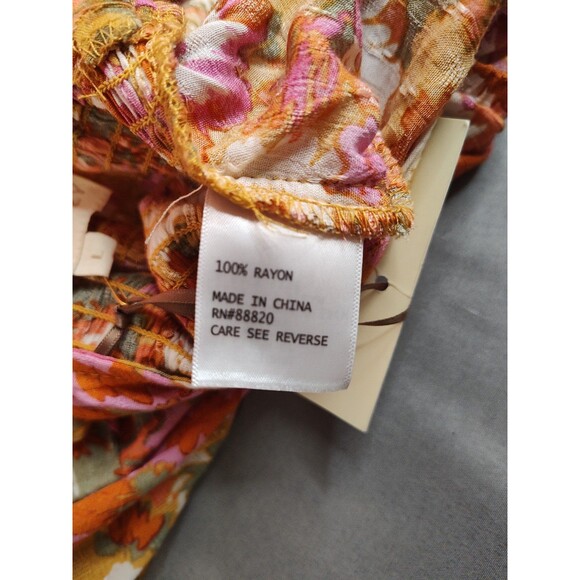 100% RAYON
MADE IN CHINA
RN#88820
CARE SEE REVERSE